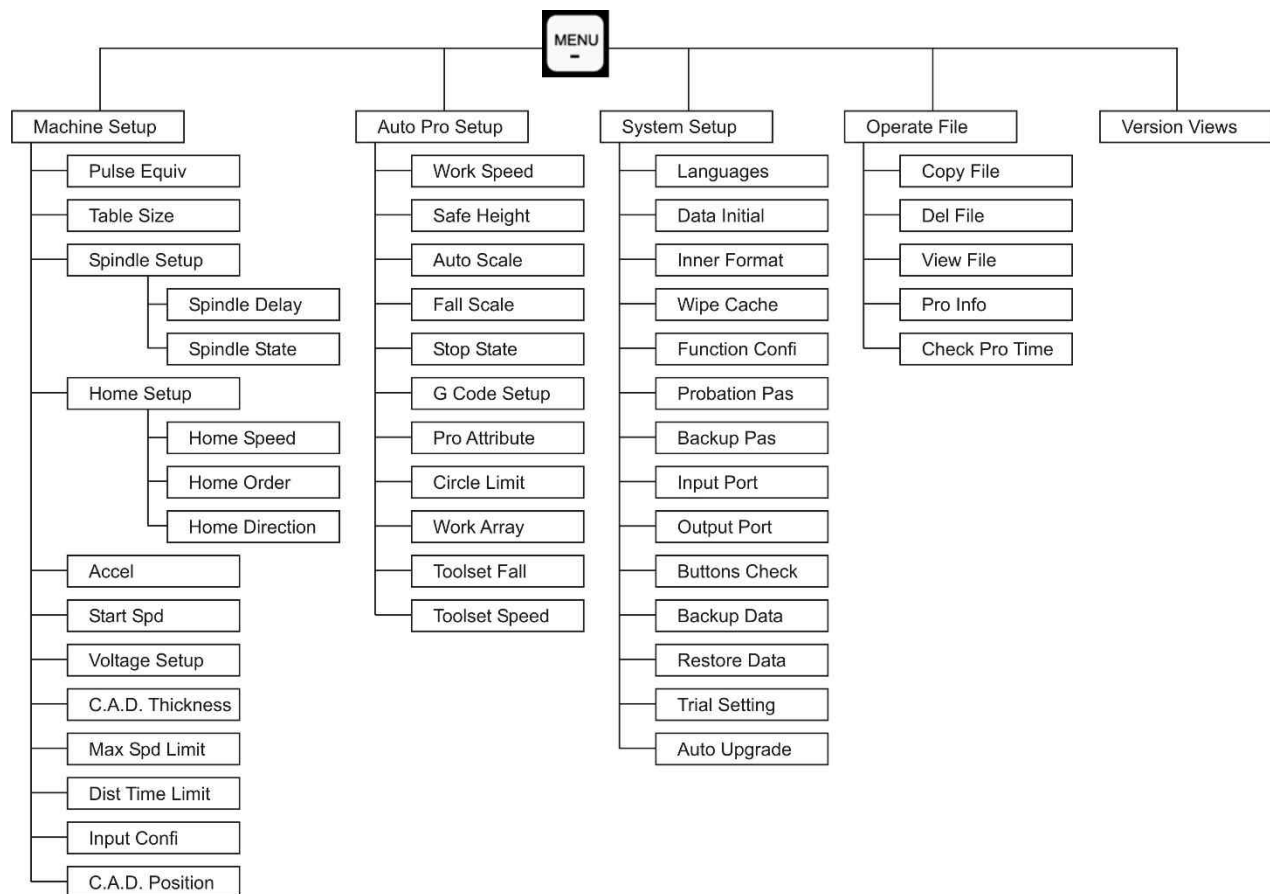 MENU
-
Machine Setup
Pulse Equiv
Table Size
Spindle Setup
Spindle Delay
Spindle State
Home Setup
Home Speed
Home Order
Home Direction
Accel
Start Spd
Voltage Setup
C.A.D. Thickness
Max Spd Limit
Dist Time Limit
Input Confi
C.A.D. Position
Auto Pro Setup
Work Speed
Safe Height
Auto Scale
Fall Scale
Stop State
G Code Setup
Pro Attribute
Circle Limit
Work Array
Toolset Fall
Toolset Speed
System Setup
Languages
Data Initial
Inner Format
Wipe Cache
Function Confi
Probation Pas
Backup Pas
Input Port
Output Port
Buttons Check
Backup Data
Restore Data
Trial Setting
Auto Upgrade
Operate File
Copy File
Del File
View File
Pro Info
Check Pro Time
Version Views